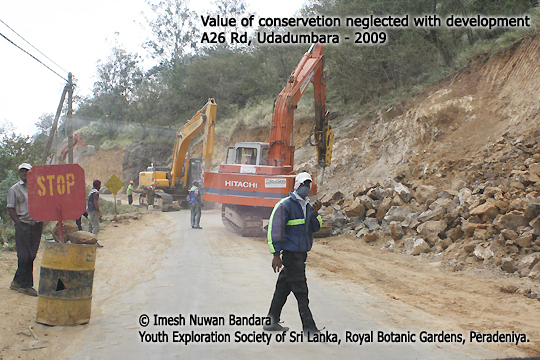 Value of conservetion neglected with development
A26 Rd, Udadumbara - 2009
STOP
HITACHI
© Imesh Nuwan Bandara
Youth Exploration Society of Sri Lanka, Royal Botanic Gardens, Peradeniya.